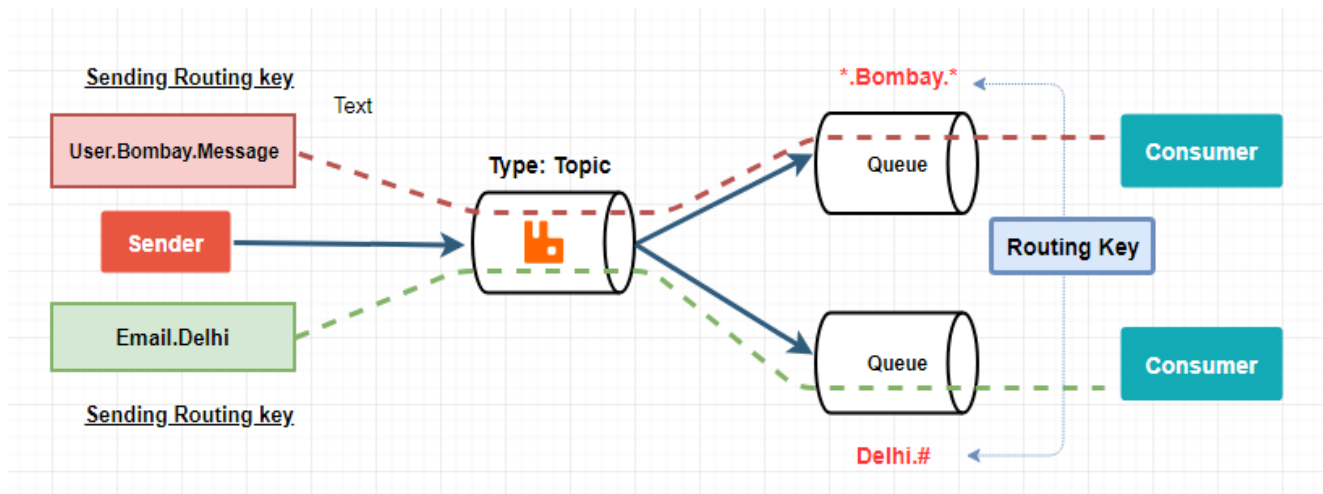 Sending Routing key
Text
User.Bombay.Message
Sender
Email.Delhi
Sending Routing key
Type: Topic
*.Bombay.*
Queue
Consumer
Routing Key
Queue
Consumer
Delhi.#